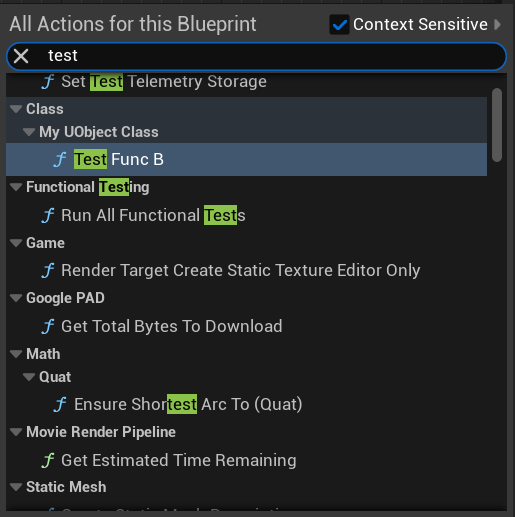 All Actions for this Blueprint
Context Sensitive
test
f Set Test Telemetry Storage
Class
My UObject Class
f Test Func B
Functional Testing
f Run All Functional Tests
Game
f Render Target Create Static Texture Editor Only
Google PAD
f Get Total Bytes To Download
Math
Quat
f Ensure Shortest Arc To (Quat)
Movie Render Pipeline
f Get Estimated Time Remaining
Static Mesh